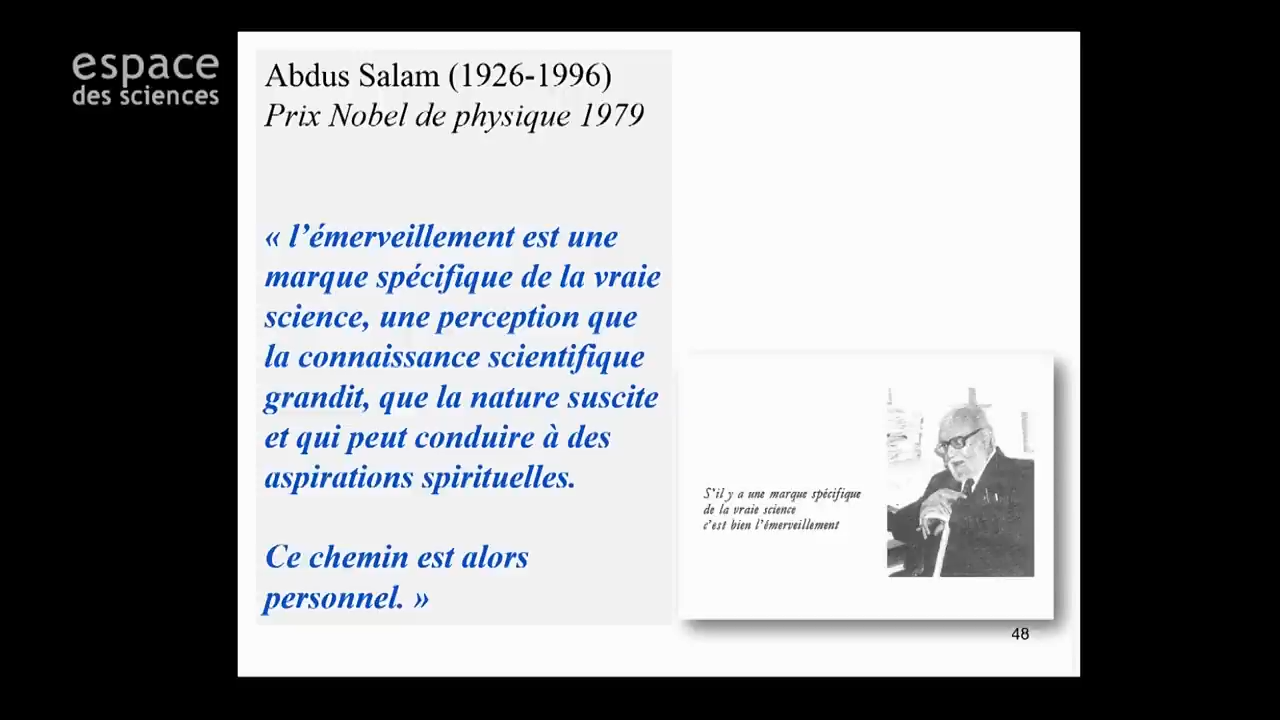 espace
des sciences
Abdus Salam (1926-1996)
Prix Nobel de physique 1979
« l’émerveillement est une
marque spécifique de la vraie
science, une perception que
la connaissance scientifique
grandit, que la nature suscite
et qui peut conduire à des
aspirations spirituelles.
Ce chemin est alors
personnel. »
S'il y a une marque spécifique
de la vraie science
c'est bien l'émerveillement
48